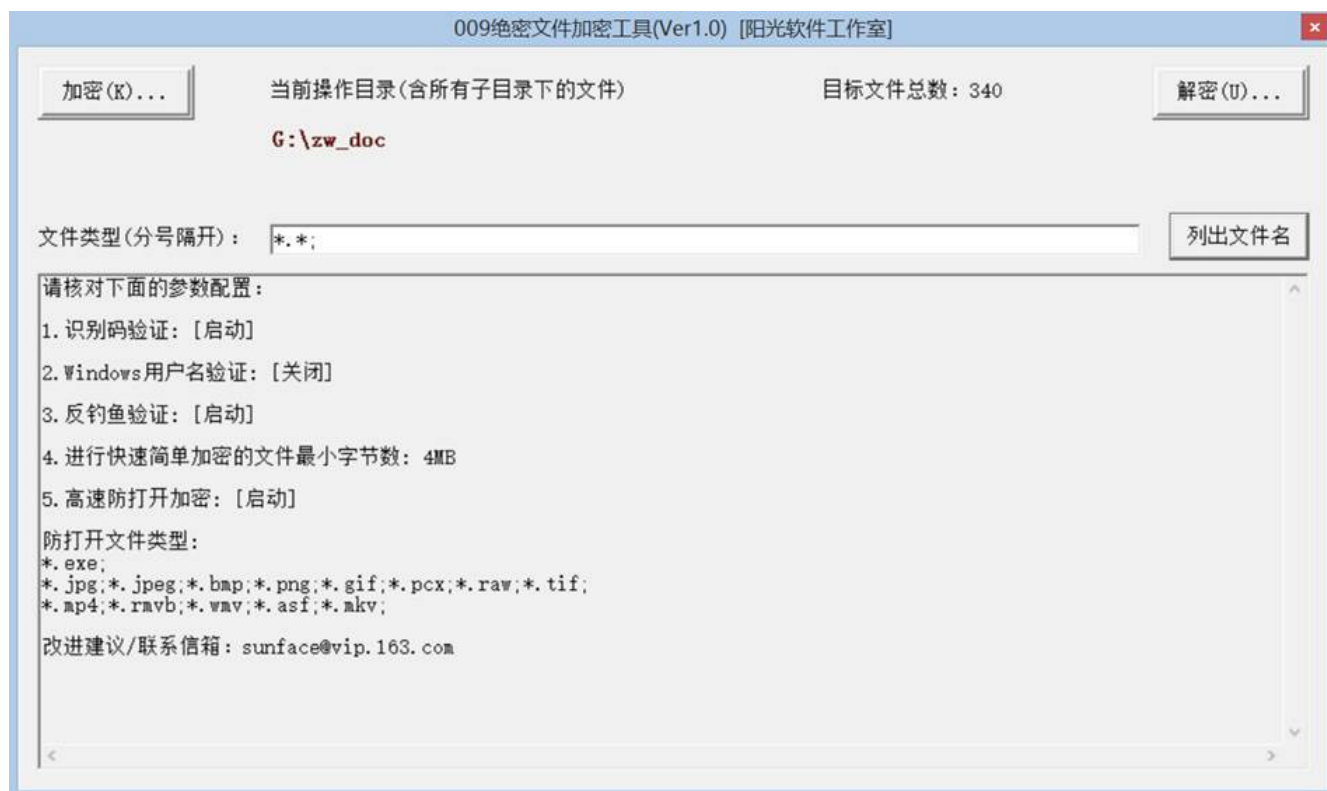 009绝密文件加密工具(Ver1.0) [阳光软件工作室]
加密(K)...
当前操作目录(含所有子目录下的文件)
目标文件总数: 340
解密(U)...
G:\zw_doc
文件类型(分号隔开):
*.*;
列出文件名
请核对下面的参数配置:
1.识别码验证: [启动]
2.Windows用户名验证: [关闭]
3.反钓鱼验证: [启动]
4.进行快速简单加密的文件最小字节数: 4MB
5.高速防打开加密: [启动]
防打开文件类型:
*.exe;
*.jpg;*.jpeg;*.bmp;*.png;*.gif;*.pcx;*.raw;*.tif;
*.mp4;*.rmvb;*.wmv;*.asf;*.mkv;
改进建议/联系信箱: sunface@vip.163.com